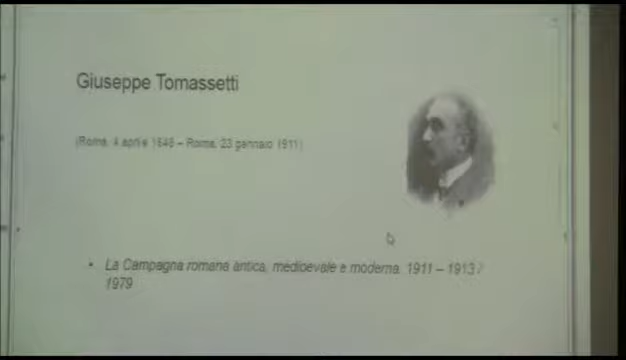 Giuseppe Tomassetti
(Roma, 4 aprile 1848 – Roma, 23 gennaio 1911)
• La Campagna romana antica, medioevale e moderna. 1911 – 1913 /
1979